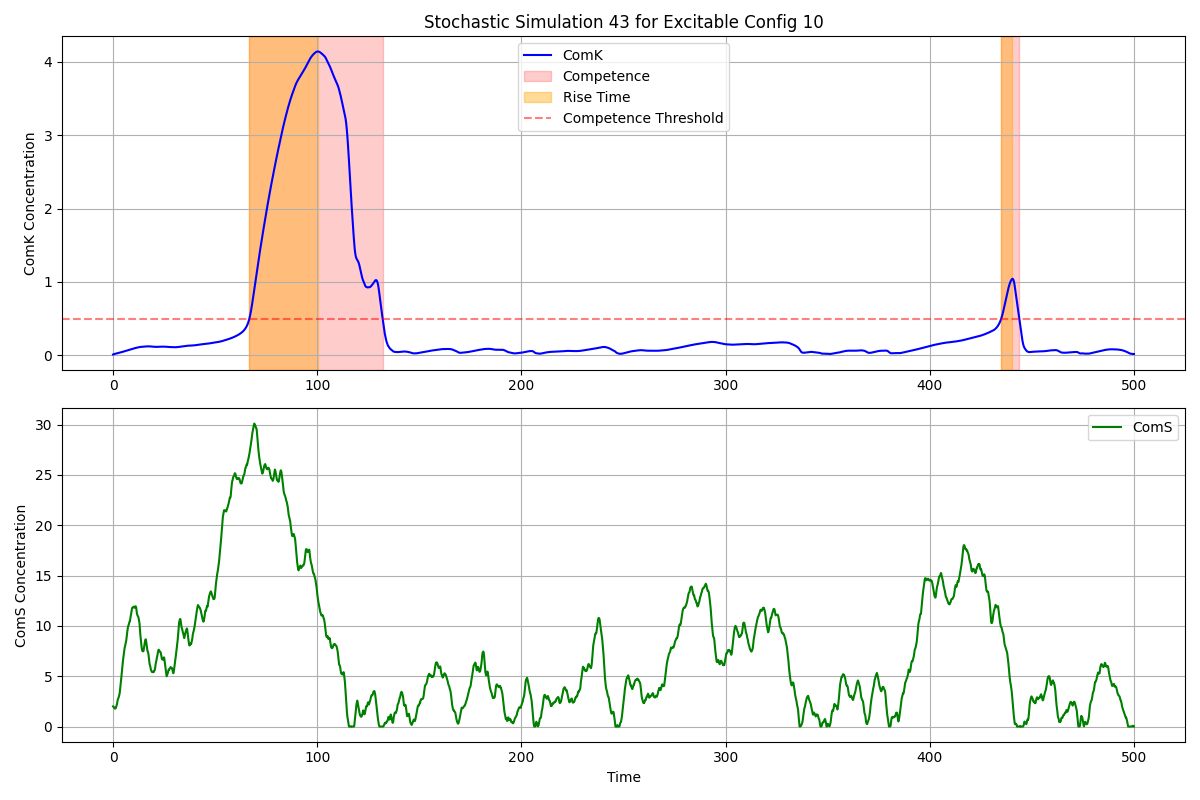 Stochastic Simulation 43 for Excitable Config 10
ComK Concentration
4
3
2
1
0
ComK
Competence
Rise Time
Competence Threshold
0 100 200 300 400 500
ComS Concentration
30
25
20
15
10
5
0
ComS
0 100 200 300 400 500
Time